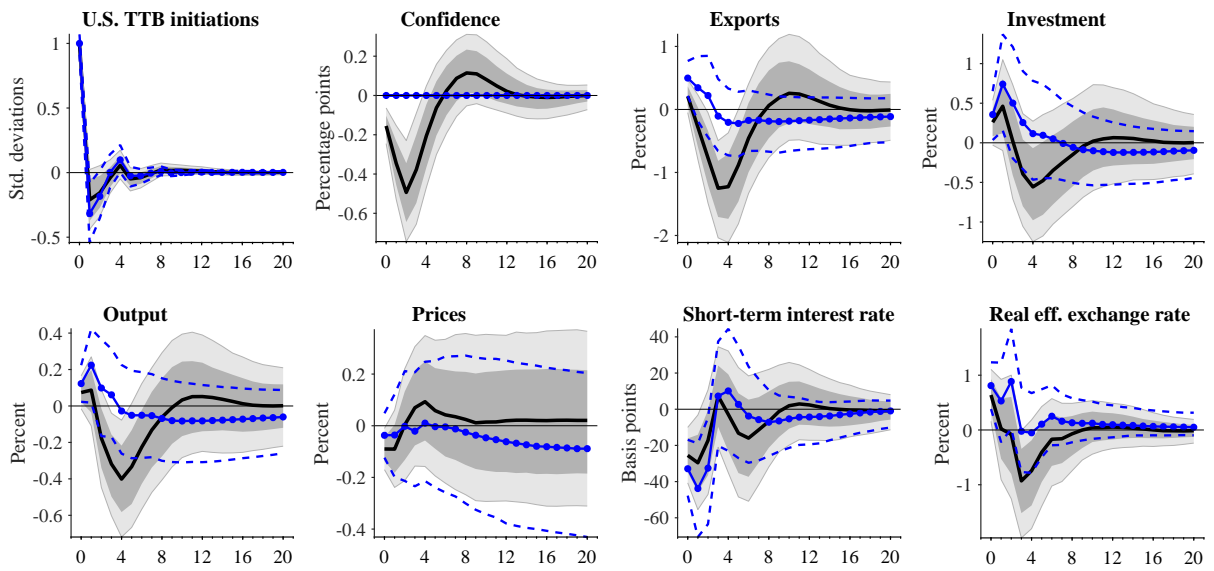 U.S. TTB initiations
Std. deviations
1
0.5
0
-0.5
0 4 8 12 16 20
Confidence
Percentage points
0.2
0
-0.2
-0.4
-0.6
0 4 8 12 16 20
Exports
Percent
1
0
-1
-2
0 4 8 12 16 20
Investment
Percent
1
0.5
0
-0.5
-1
0 4 8 12 16 20
Output
Percent
0.4
0.2
0
-0.2
-0.4
-0.6
0 4 8 12 16 20
Prices
Percent
0.2
0
-0.2
-0.4
0 4 8 12 16 20
Short-term interest rate
Basis points
40
20
0
-20
-40
-60
0 4 8 12 16 20
Real eff. exchange rate
Percent
1
0
-1
0 4 8 12 16 20